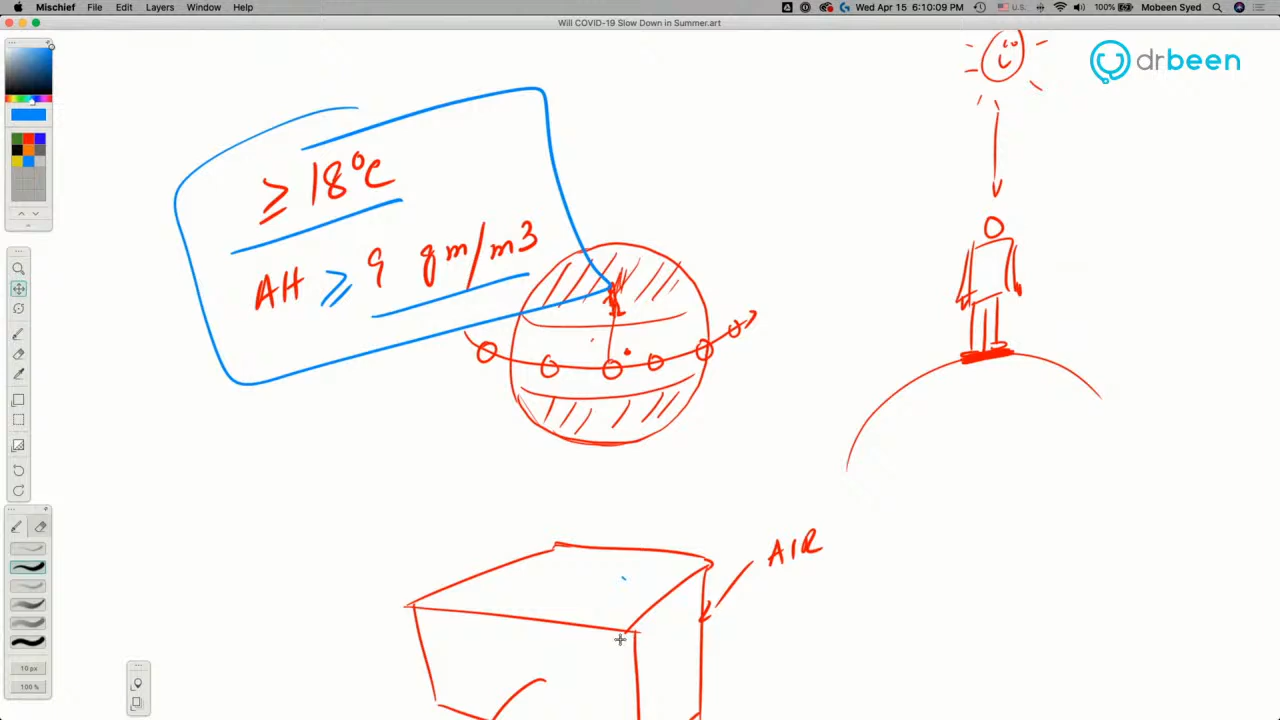 Mischief File Edit Layers Window Help 100% Wed Apr 15 6:10:09 PM Mobeen Syed
Will COVID-19 Slow Down in Summer.art
drbeen
≥ 18°C
AH ≥ 9 gm/m3
AIR
10 px
100 %